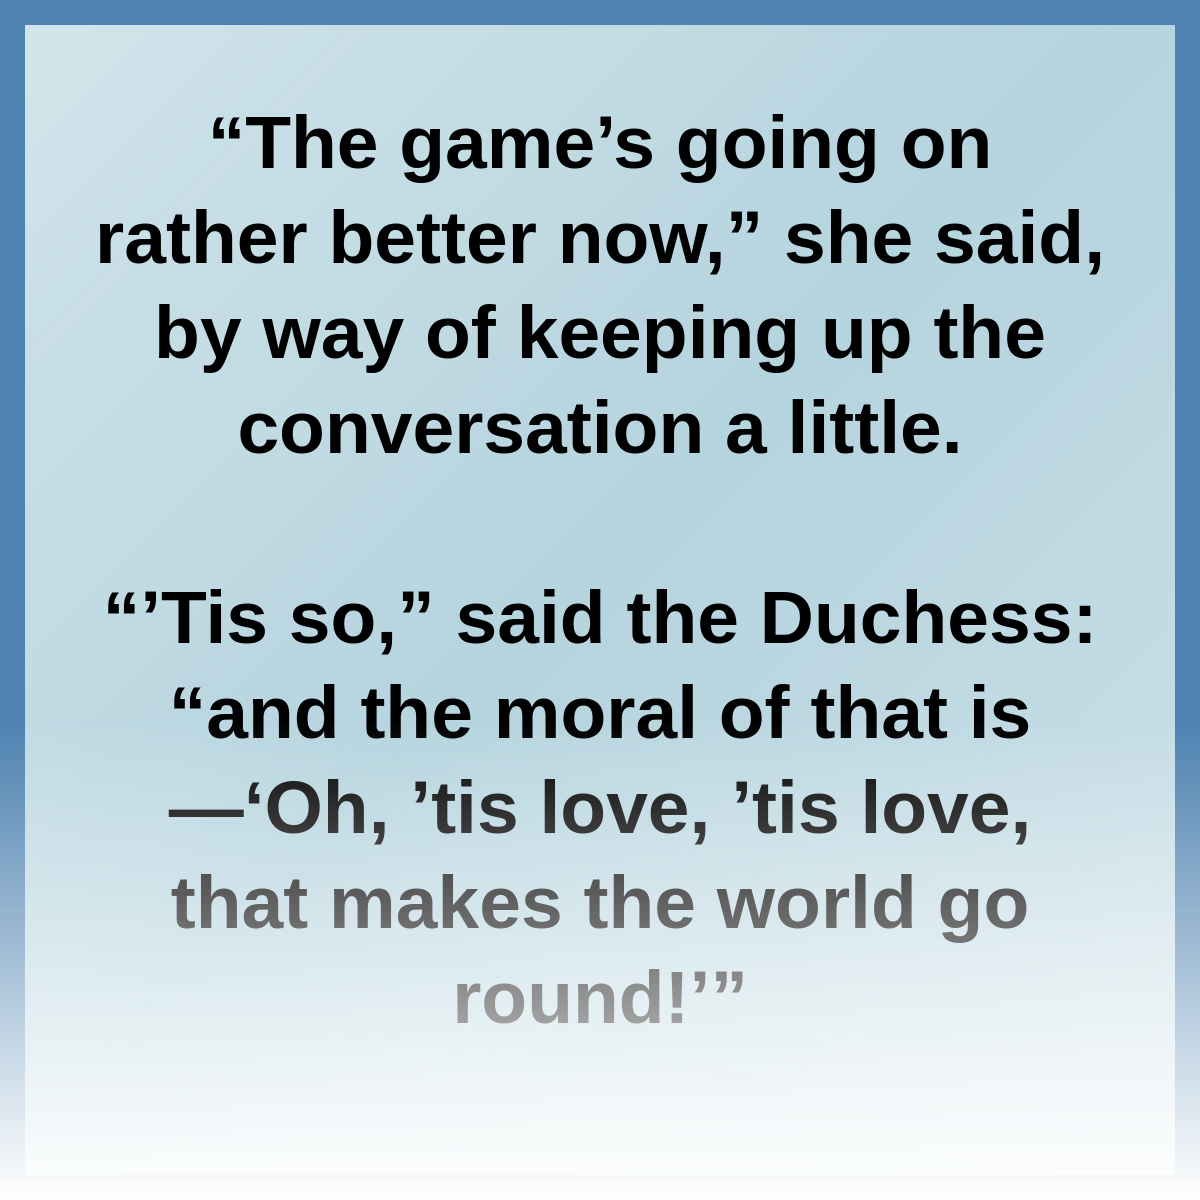 “The game’s going on
rather better now,” she said,
by way of keeping up the
conversation a little.
“’Tis so,” said the Duchess:
“and the moral of that is
—‘Oh, ’tis love, ’tis love,
that makes the world go
round!’”